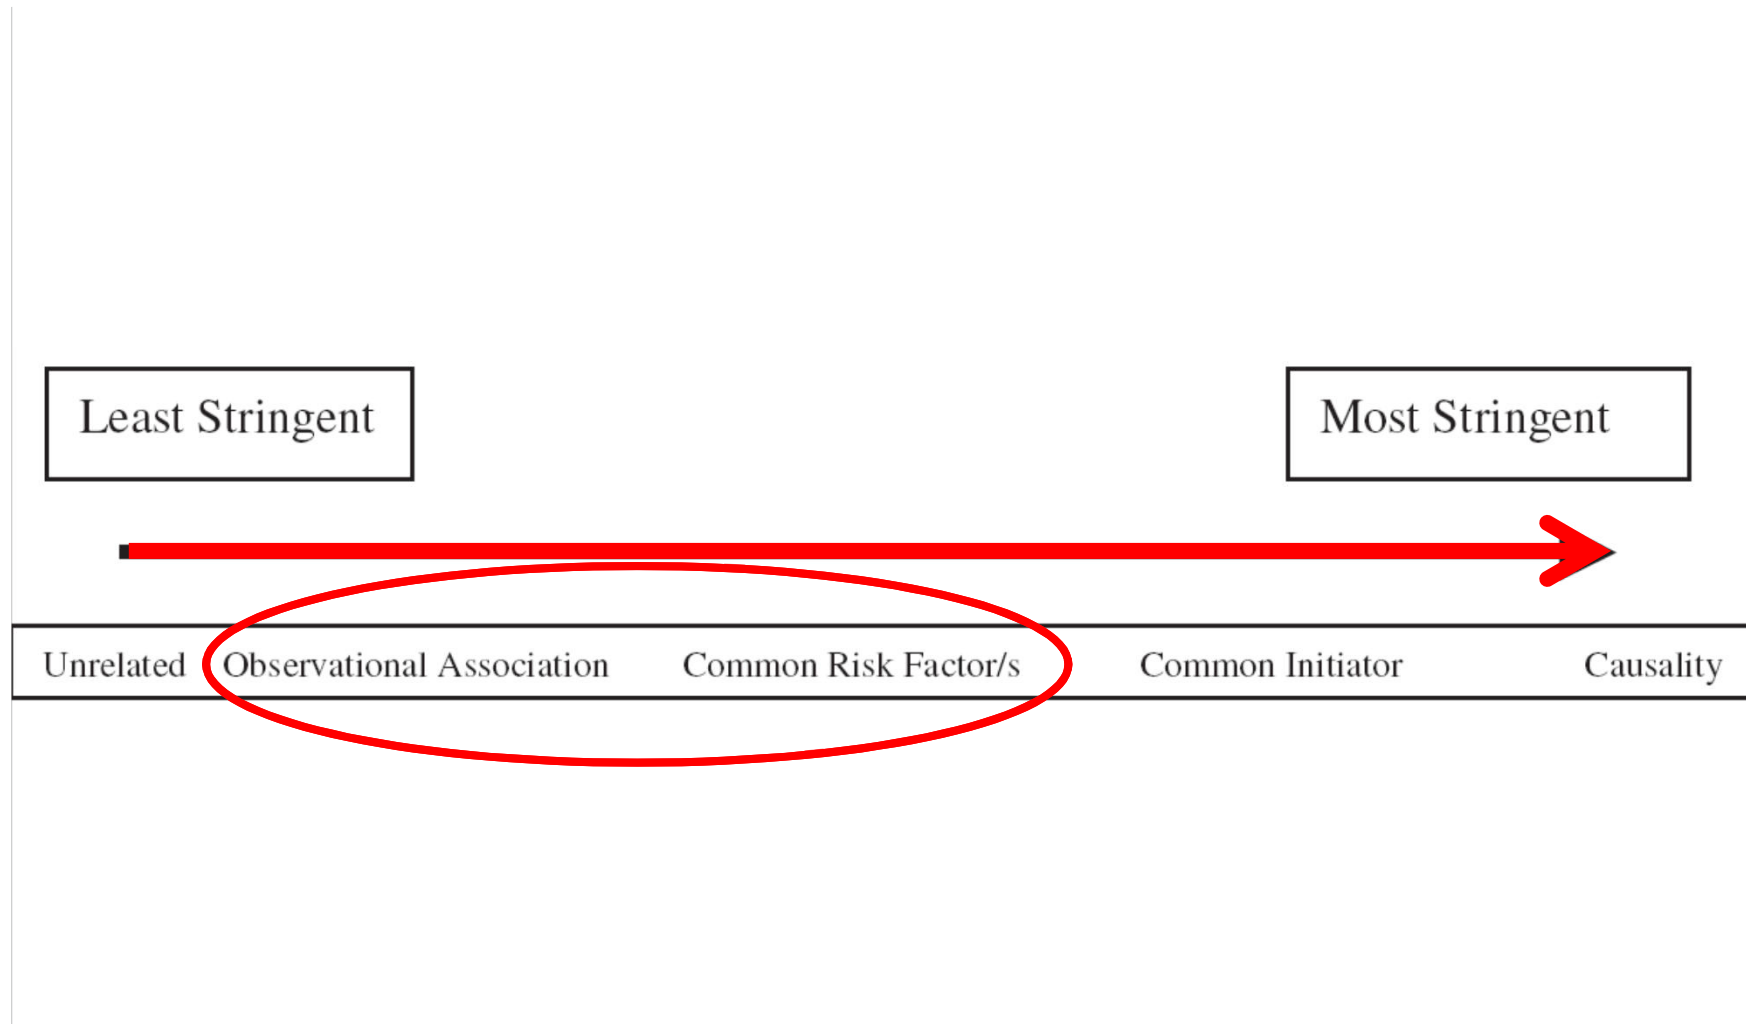 Least Stringent
Most Stringent
Unrelated Observational Association Common Risk Factor/s Common Initiator Causality